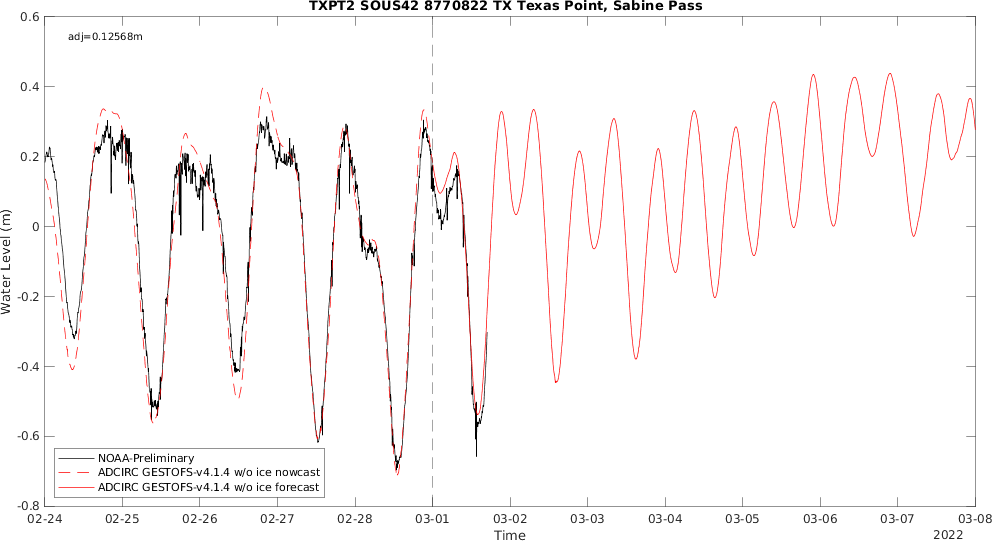 TXPT2 SOUS42 8770822 TX Texas Point, Sabine Pass
adj=0.12568m
0.6
0.4
0.2
0
-0.2
-0.4
-0.6
-0.8
Water Level (m)
NOAA-Preliminary
ADCIRC GESTOFS-v4.1.4 w/o ice nowcast
ADCIRC GESTOFS-v4.1.4 w/o ice forecast
02-24 02-25 02-26 02-27 02-28 03-01 03-02 03-03 03-04 03-05 03-06 03-07 03-08
Time
2022